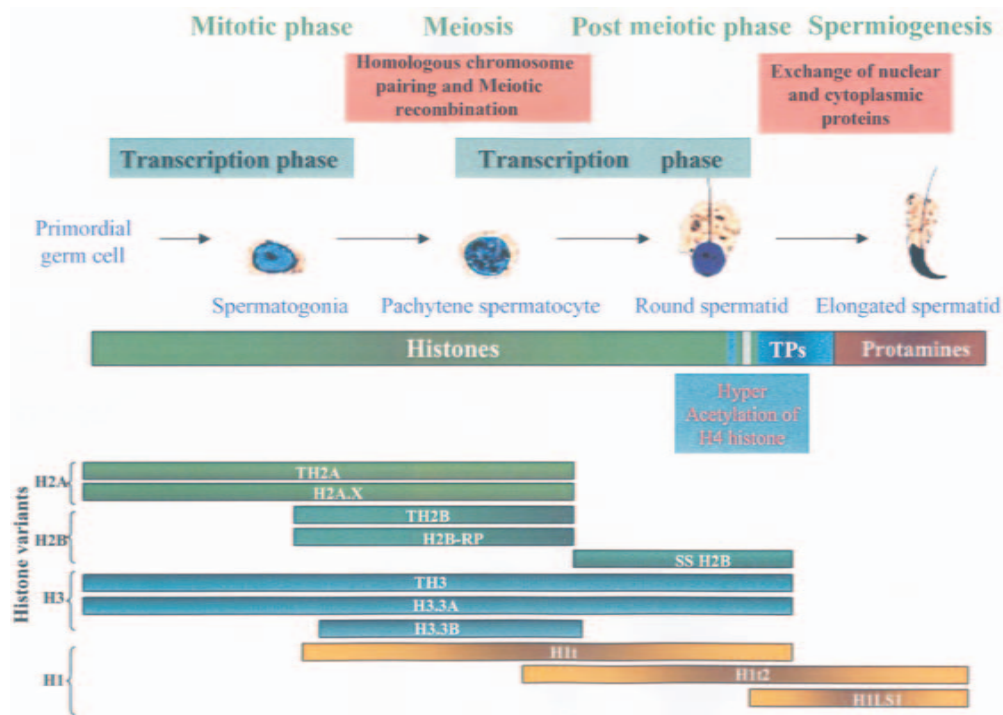 Mitotic phase
Meiosis
Post meiotic phase
Spermiogenesis
Homologous chromosome
pairing and Meiotic
recombination
Exchange of nuclear
and cytoplasmic
proteins
Transcription phase
Transcription phase
Primordial
germ cell
Spermatogonia
Pachytene spermatocyte
Round spermatid
Elongated spermatid
Histones
TPs
Protamines
Hyper
Acetylation of
H4 histone
Histone variants
H2A
TH2A
H2A.X
H2B
TH2B
H2B-RP
SS H2B
H3
TH3
H3.3A
H3.3B
H1
H1t
H1t2
H1LS1